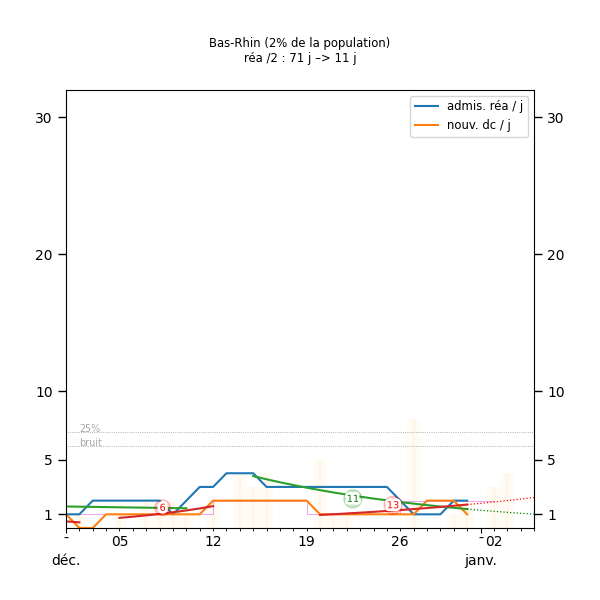 Bas-Rhin (2% de la population)
réa /2 : 71 j –> 11 j
admis. réa / j
nouv. dc / j
30 30
20 20
10 10
25%
bruit
5 5
11
13
6
1 1
- 05 12 19 26 - 02
déc. janv.